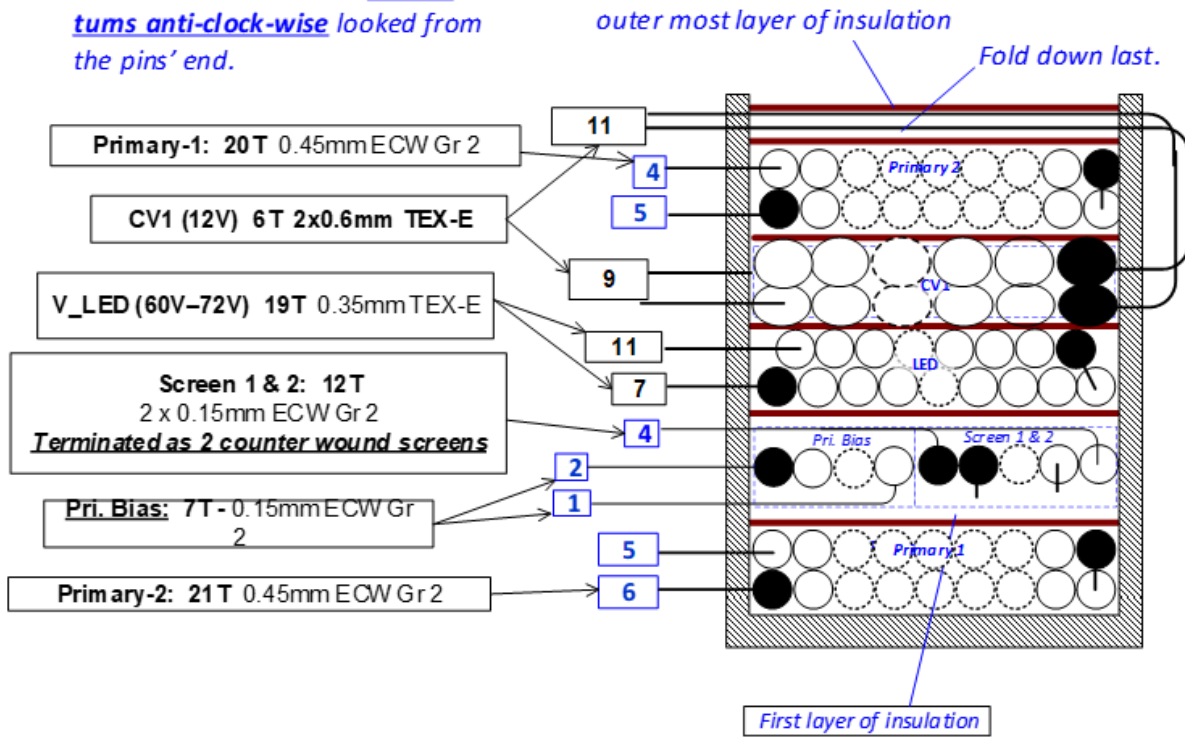 tums anti-clock-wise looked from
the pins' end.
outer most layer of insulation
Fold down last.
Primary-1: 20T 0.45mm ECW Gr 2
11
4
5
Primary 2
CV1 (12V) 6T 2x0.6mm TEX-E
9
CV1
V_LED (60V–72V) 19T 0.35mm TEX-E
11
7
LED
Screen 1 & 2: 12T
2 x 0.15mm ECW Gr 2
Terminated as 2 counter wound screens
4
Pri. Bias
Screen 1 & 2
2
1
Pri. Bias: 7T - 0.15mm ECW Gr
2
5
Primary 1
6
Primary-2: 21T 0.45mm ECW Gr 2
First layer of insulation